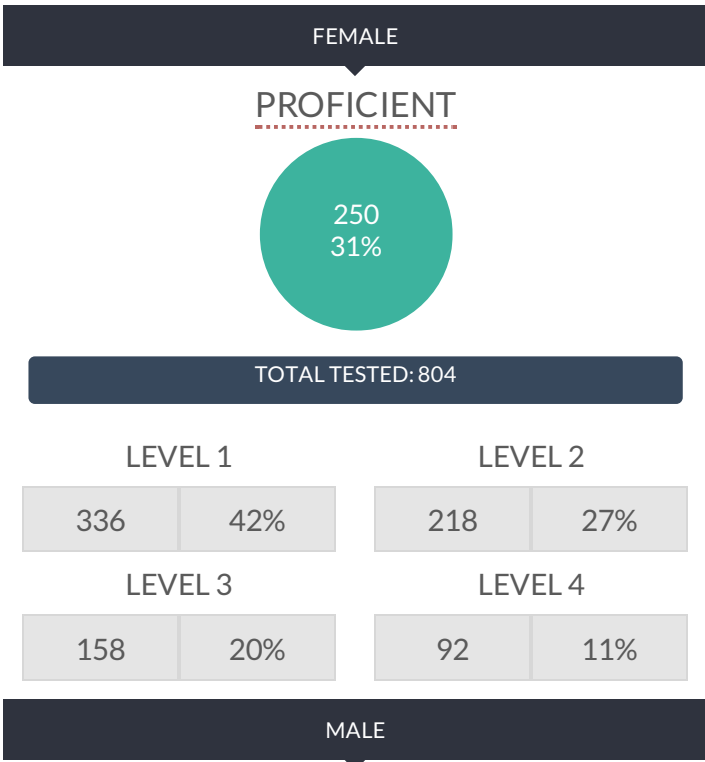 FEMALE
PROFICIENT
250
31%
TOTAL TESTED: 804
LEVEL 1
336 42%
LEVEL 2
218 27%
LEVEL 3
158 20%
LEVEL 4
92 11%
MALE